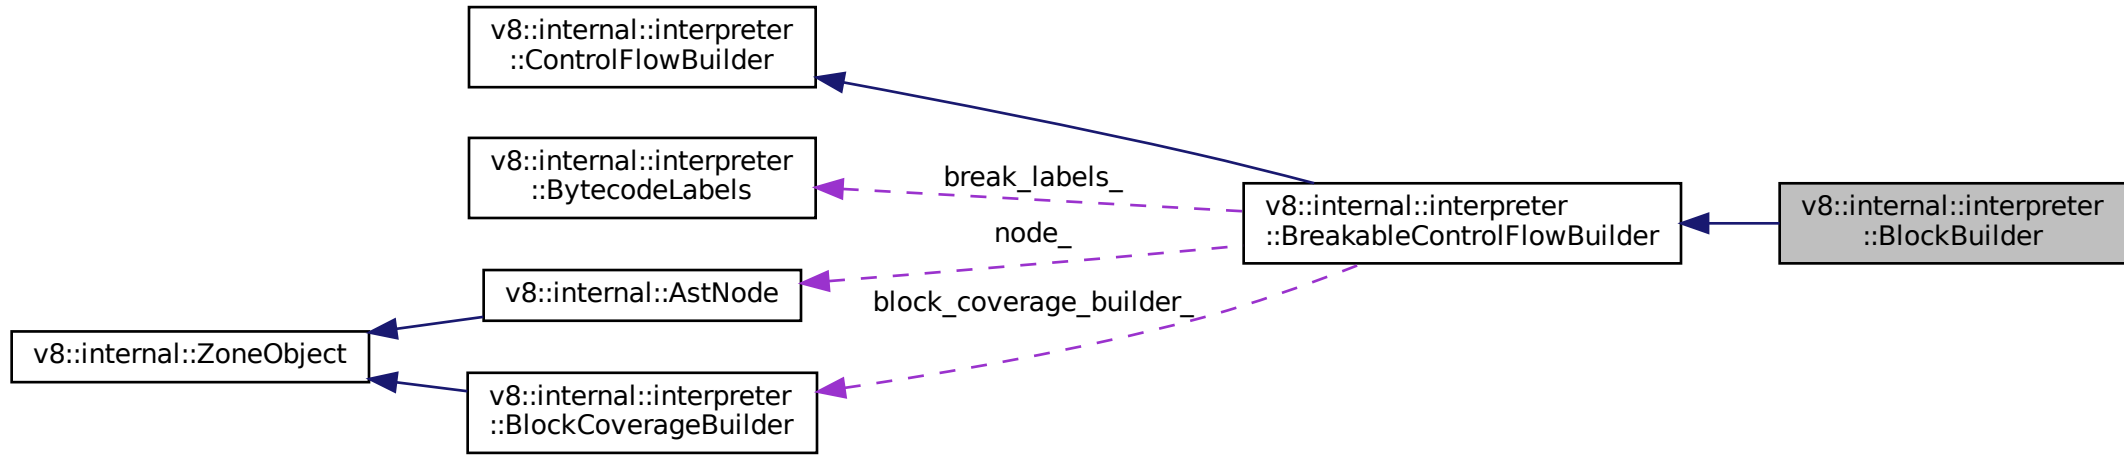 v8::internal::interpreter
::ControlFlowBuilder
v8::internal::interpreter
::BytecodeLabels
break_labels_
v8::internal::interpreter
::BreakableControlFlowBuilder
v8::internal::interpreter
::BlockBuilder
node_
v8::internal::AstNode
block_coverage_builder_
v8::internal::ZoneObject
v8::internal::interpreter
::BlockCoverageBuilder